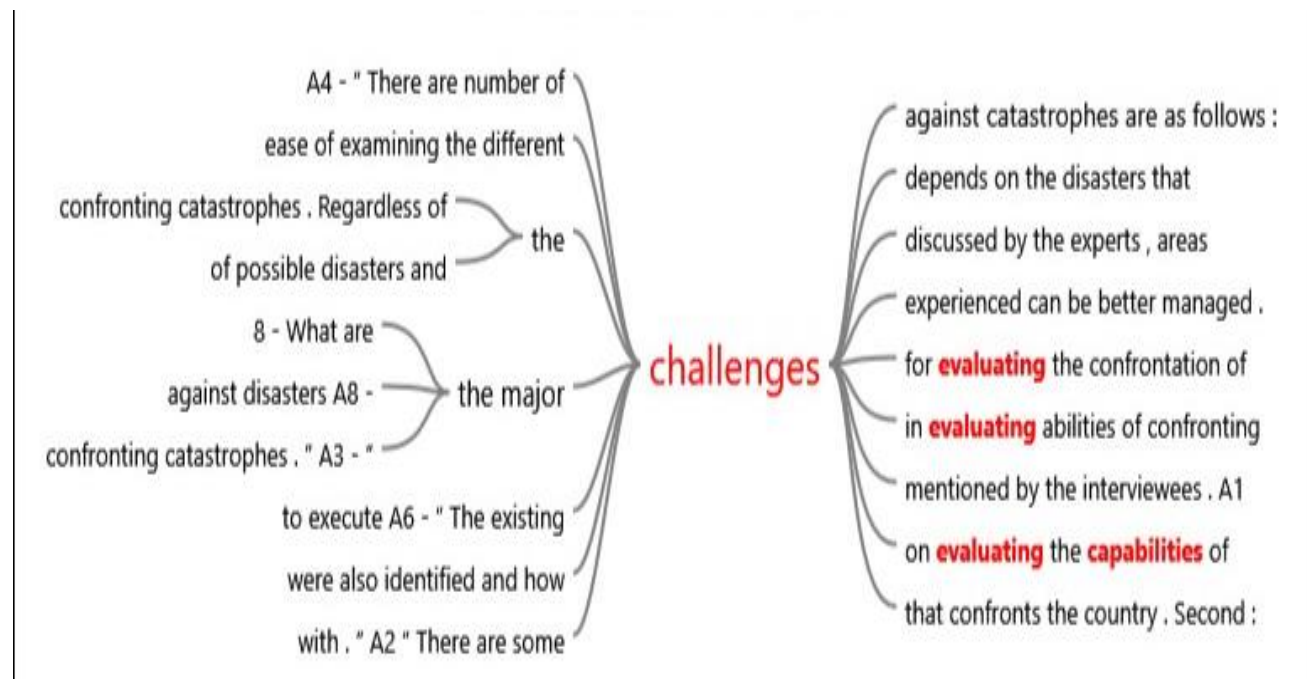 A4 - " There are number of
ease of examining the different
confronting catastrophes . Regardless of
of possible disasters and
the
8 - What are
against disasters A8 -
confronting catastrophes . " A3 - "
the major
to execute A6 - " The existing
were also identified and how
with . " A2 " There are some
challenges
against catastrophes are as follows :
depends on the disasters that
discussed by the experts , areas
experienced can be better managed .
for evaluating the confrontation of
in evaluating abilities of confronting
mentioned by the interviewees . A1
on evaluating the capabilities of
that confronts the country . Second :